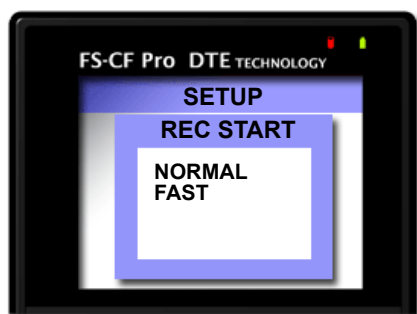 FS-CF Pro DTE TECHNOLOGY
SETUP
REC START
NORMAL
FAST